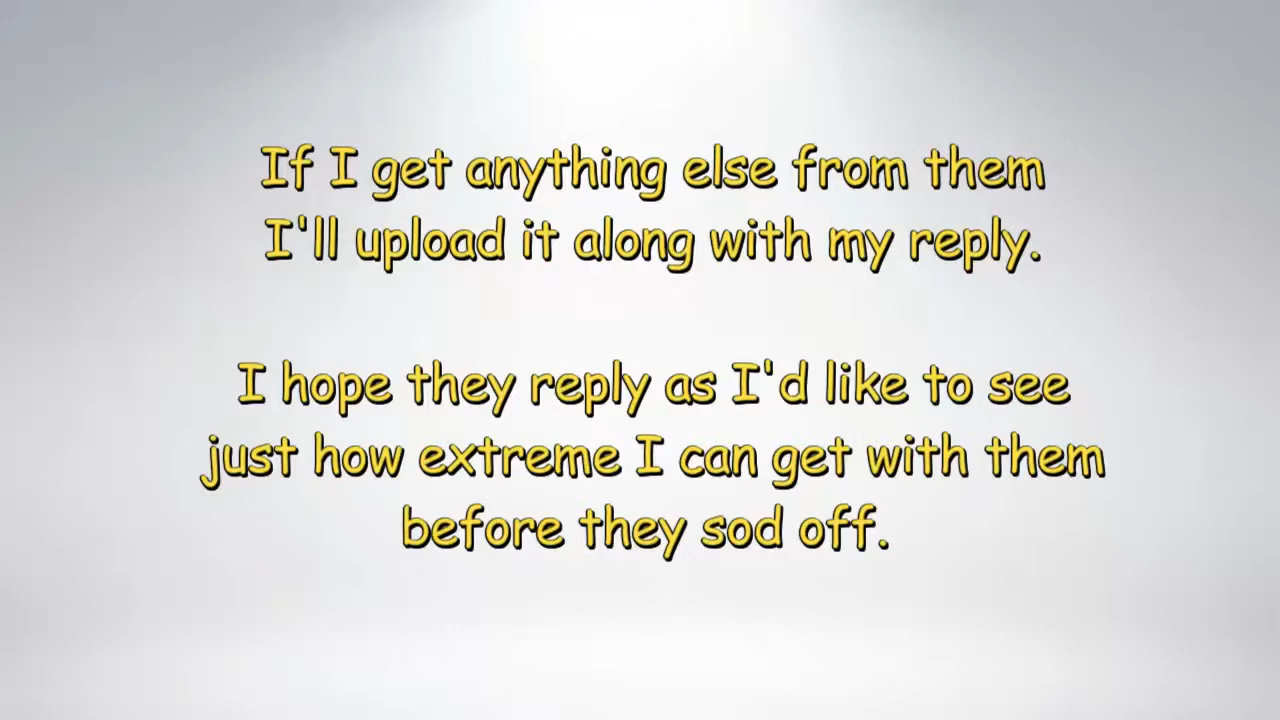 If I get anything else from them
I'll upload it along with my reply.
I hope they reply as I'd like to see
just how extreme I can get with them
before they sod off.